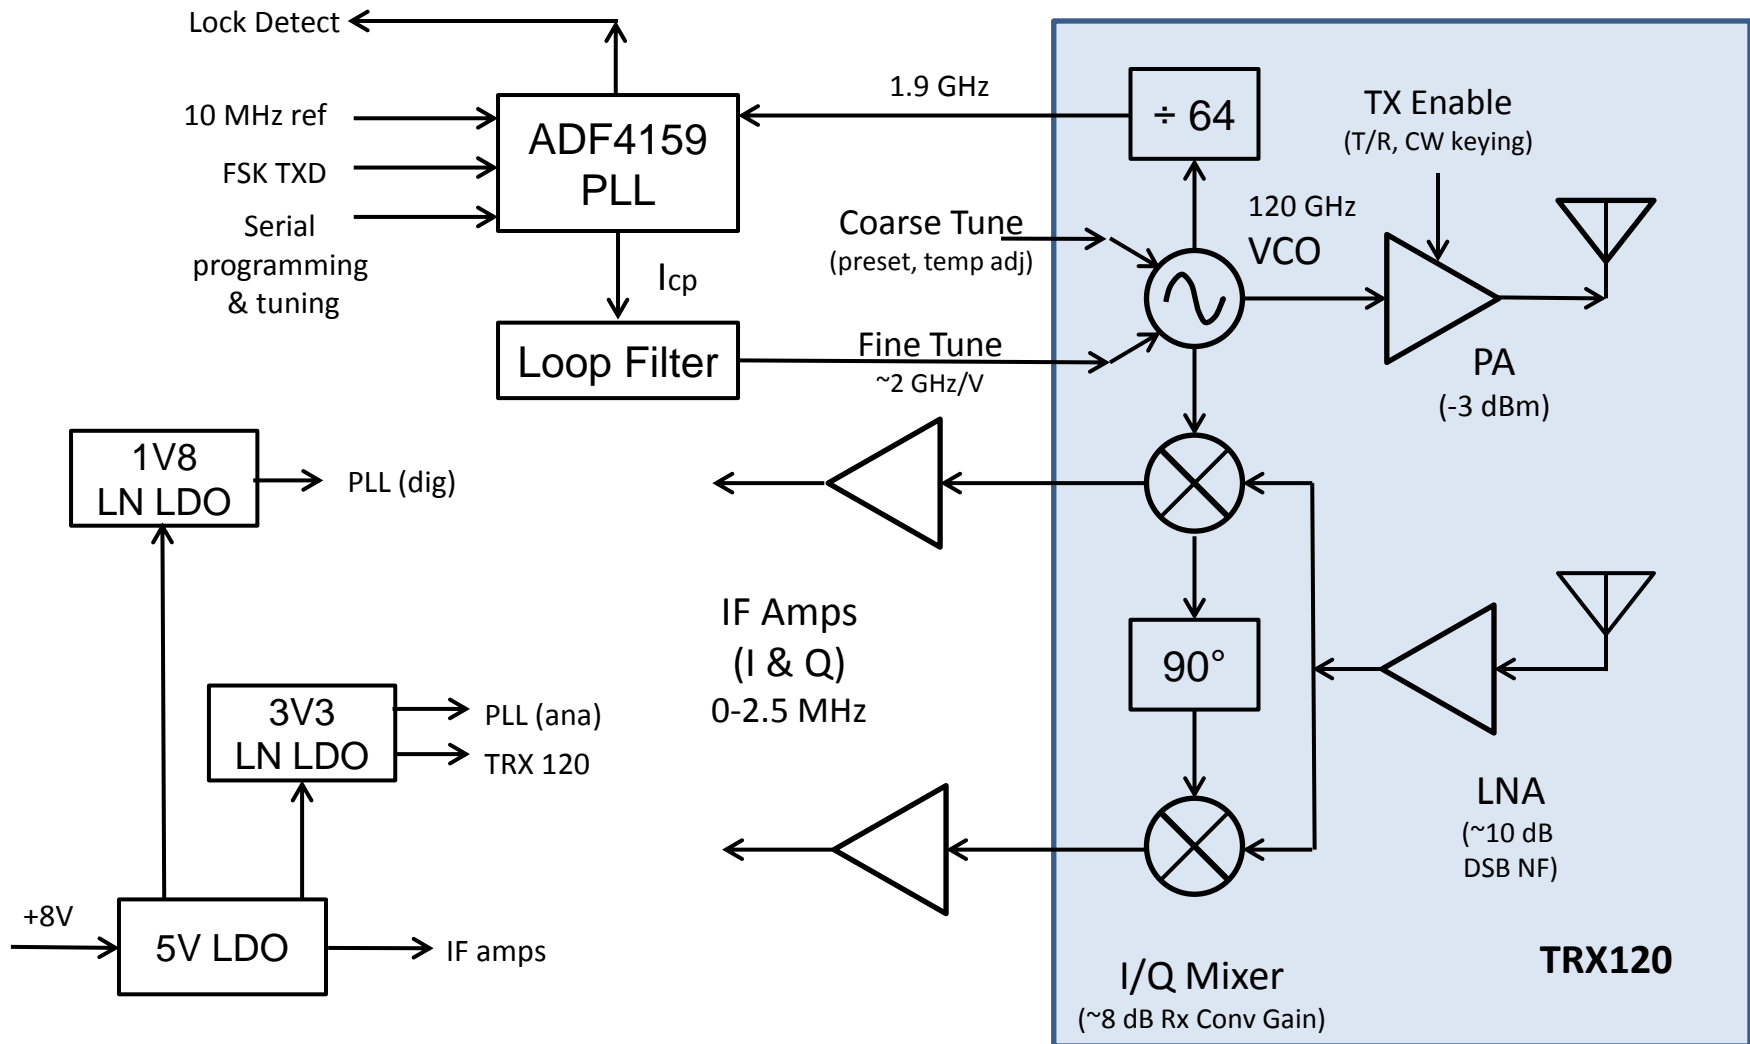 Lock Detect
10 MHz ref
FSK TXD
Serial
programming
& tuning
ADF4159
PLL
1.9 GHz
÷ 64
TX Enable
(T/R, CW keying)
Coarse Tune
(preset, temp adj)
120 GHz
VCO
Icp
Loop Filter
Fine Tune
~2 GHz/V
PA
(-3 dBm)
1V8
LN LDO
PLL (dig)
IF Amps
(I & Q)
0-2.5 MHz
90°
3V3
LN LDO
PLL (ana)
TRX 120
LNA
(~10 dB
DSB NF)
+8V
5V LDO
IF amps
I/Q Mixer
(~8 dB Rx Conv Gain)
TRX120